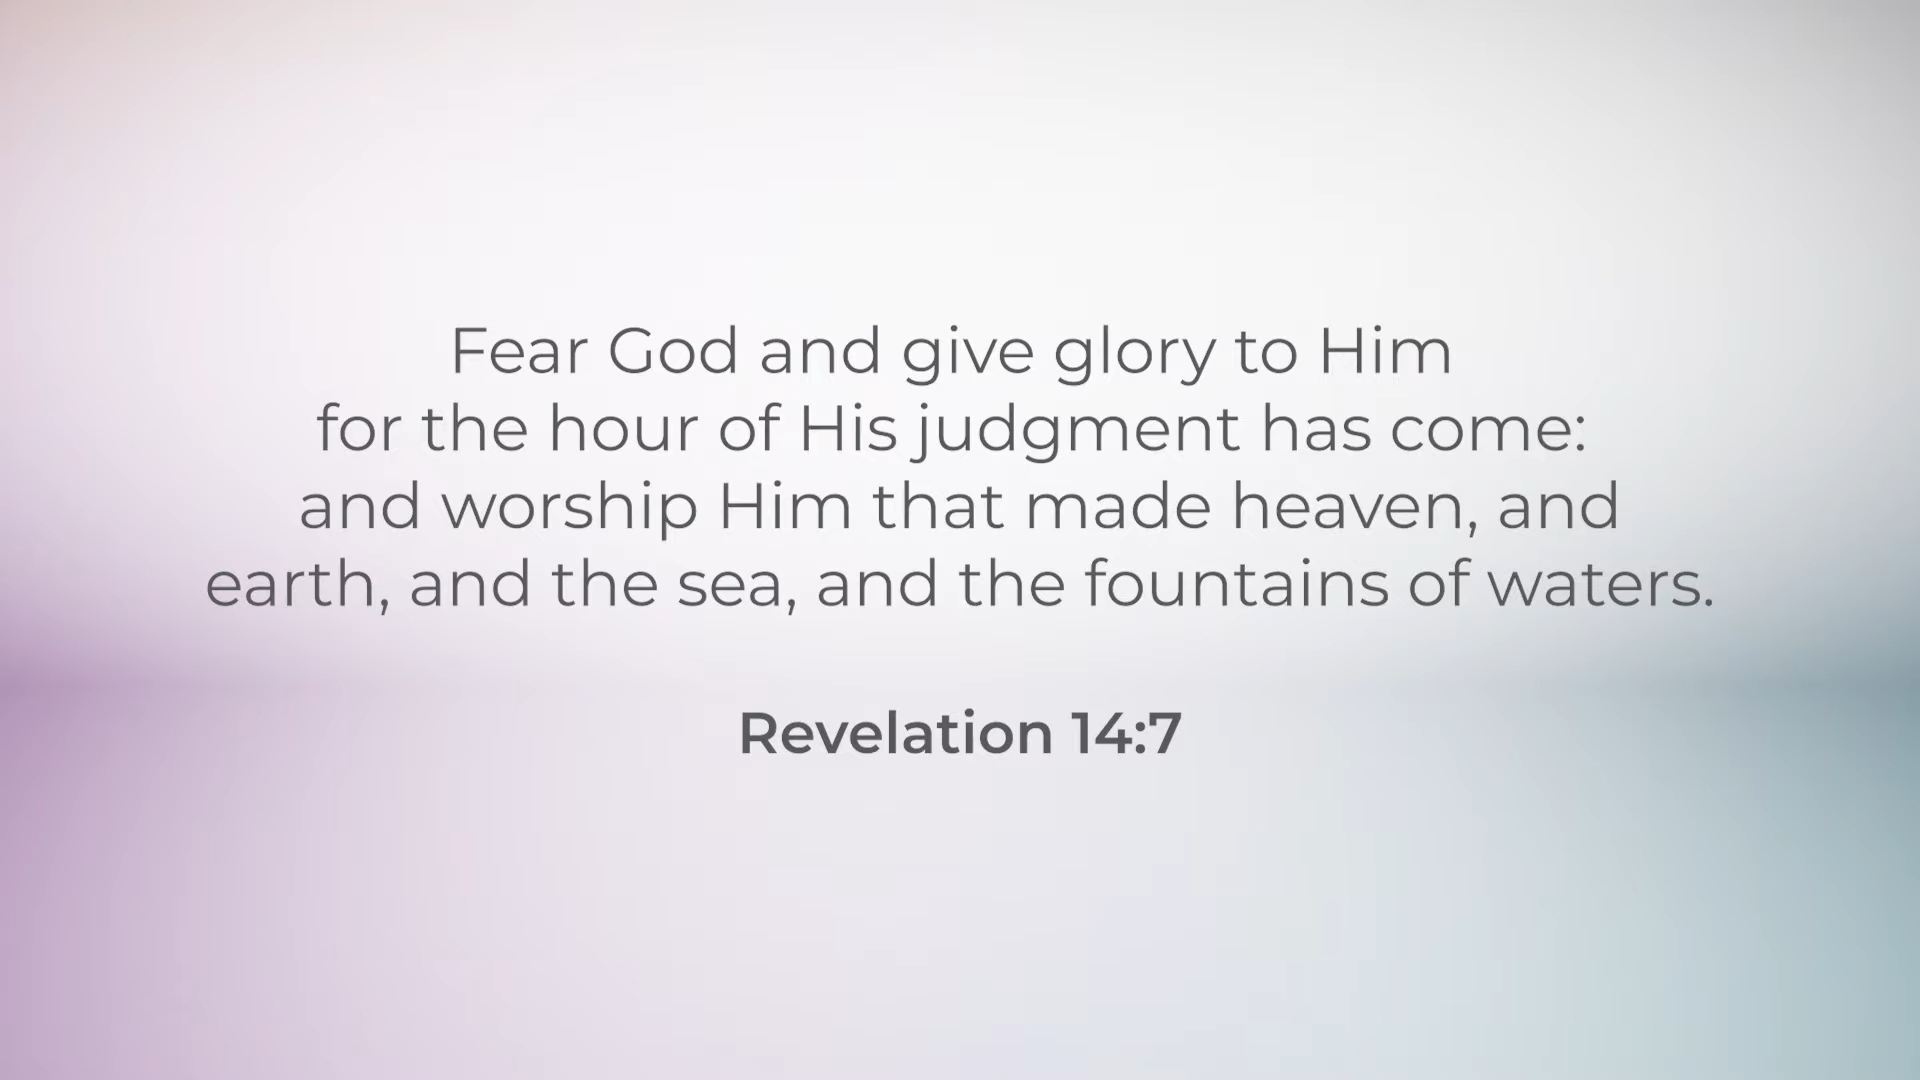 Fear God and give glory to Him
for the hour of His judgment has come:
and worship Him that made heaven, and
earth, and the sea, and the fountains of waters.
Revelation 14:7